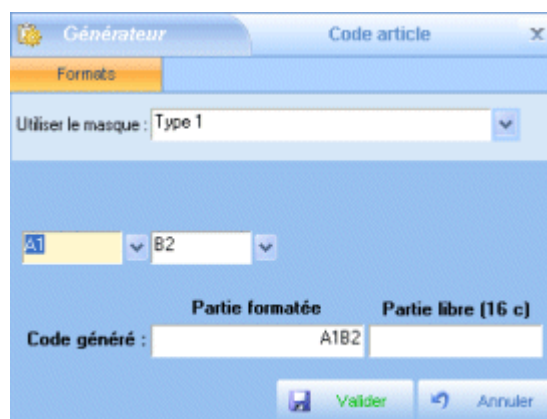 Générateur Code article x
Formats
Utiliser le masque : Type 1
A1 B2
Partie formatée Partie libre (16 c)
Code généré : A1B2
Valider Annuler